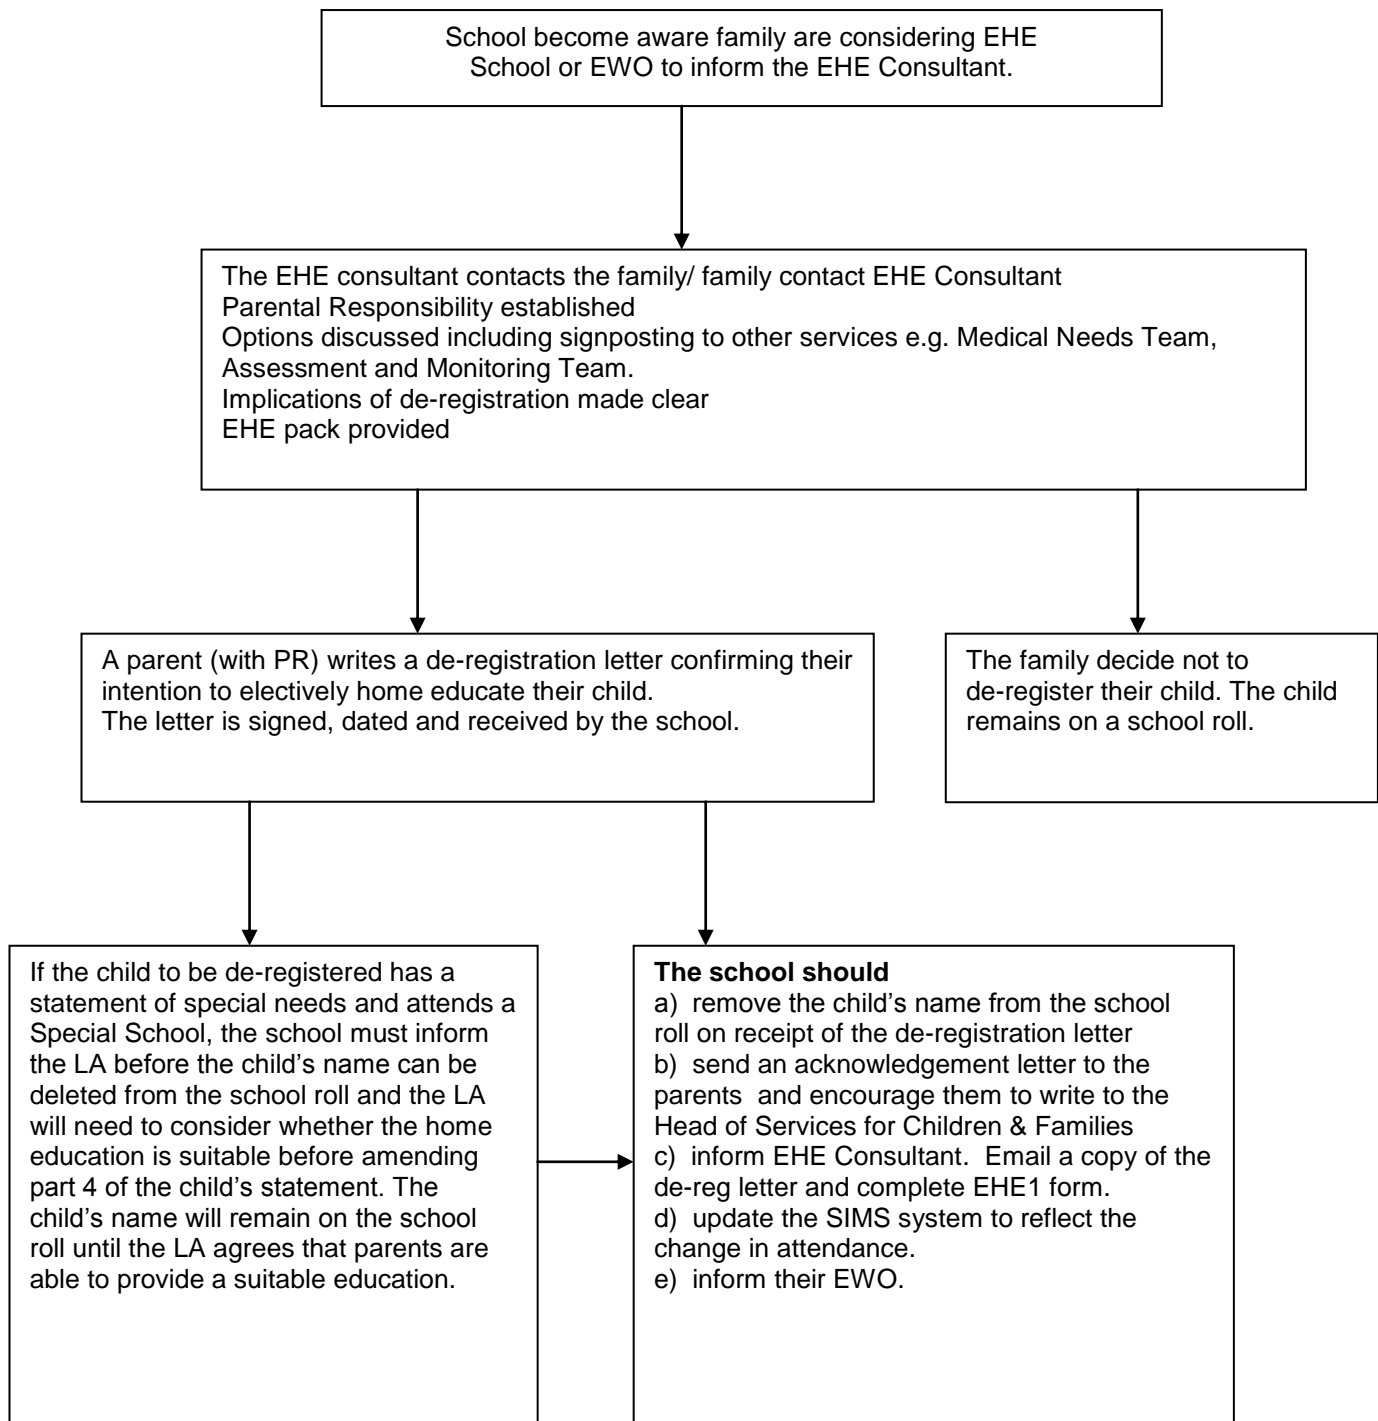 School become aware family are considering EHE
School or EWO to inform the EHE Consultant.
The EHE consultant contacts the family/ family contact EHE Consultant
Parental Responsibility established
Options discussed including signposting to other services e.g. Medical Needs Team,
Assessment and Monitoring Team.
Implications of de-registration made clear
EHE pack provided
A parent (with PR) writes a de-registration letter confirming their
intention to electively home educate their child.
The letter is signed, dated and received by the school.
The family decide not to
de-register their child. The child
remains on a school roll.
If the child to be de-registered has a
statement of special needs and attends a
Special School, the school must inform
the LA before the child’s name can be
deleted from the school roll and the LA
will need to consider whether the home
education is suitable before amending
part 4 of the child’s statement. The
child’s name will remain on the school
roll until the LA agrees that parents are
able to provide a suitable education.
The school should
a) remove the child’s name from the school
roll on receipt of the de-registration letter
b) send an acknowledgement letter to the
parents and encourage them to write to the
Head of Services for Children & Families
c) inform EHE Consultant. Email a copy of the
de-reg letter and complete EHE1 form.
d) update the SIMS system to reflect the
change in attendance.
e) inform their EWO.